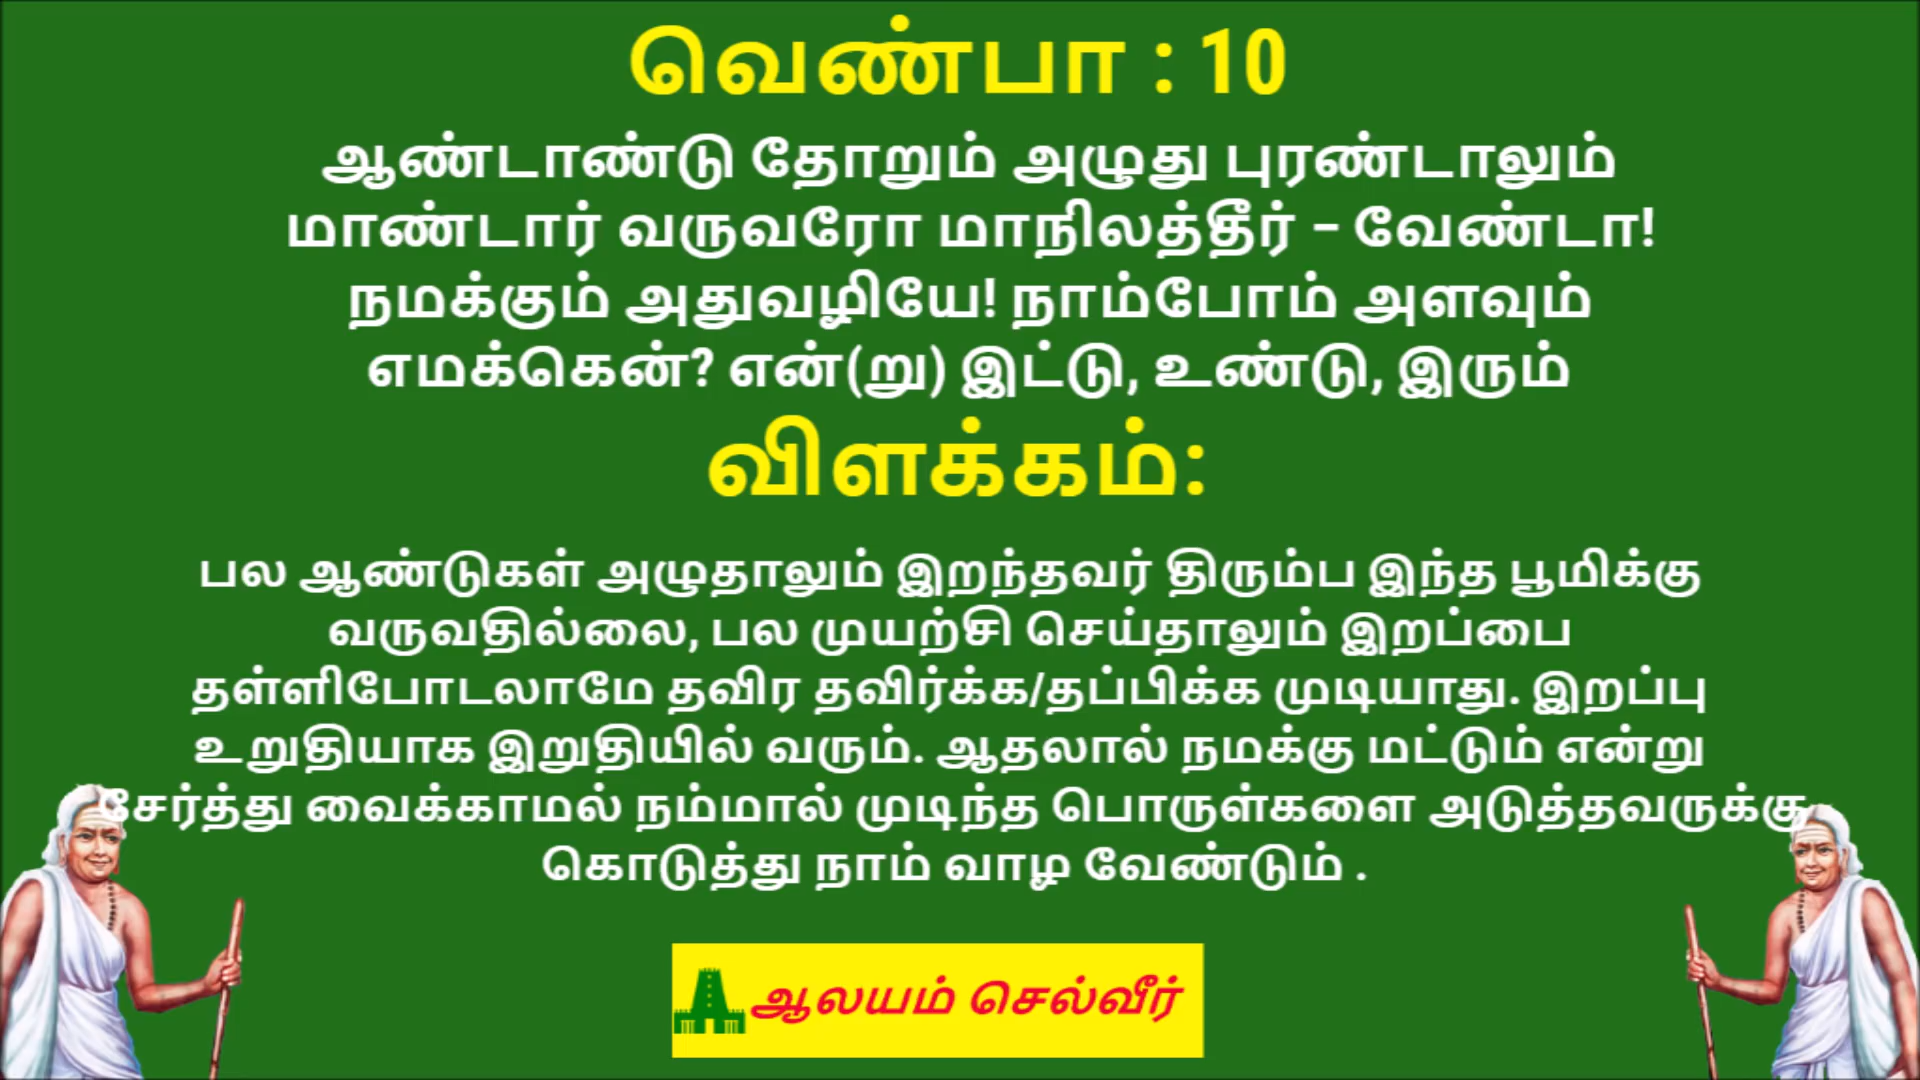 வெண்பா : 10
ஆண்டாண்டு தோறும் அழுது புரண்டாலும்
மாண்டார் வருவரோ மாநிலத்தீர் – வேண்டா!
நமக்கும் அதுவழியே! நாம்போம் அளவும்
எமக்கென்? என்(று) இட்டு, உண்டு, இரும்
விளக்கம்:
பல ஆண்டுகள் அழுதாலும் இறந்தவர் திரும்ப இந்த பூமிக்கு
வருவதில்லை, பல முயற்சி செய்தாலும் இறப்பை
தள்ளிபோடலாமே தவிர தவிர்க்க/தப்பிக்க முடியாது. இறப்பு
உறுதியாக இறுதியில் வரும். ஆதலால் நமக்கு மட்டும் என்று
சேர்த்து வைக்காமல் நம்மால் முடிந்த பொருள்களை அடுத்தவருக்கு
கொடுத்து நாம் வாழ வேண்டும் .
ஆலயம் செல்வீர்